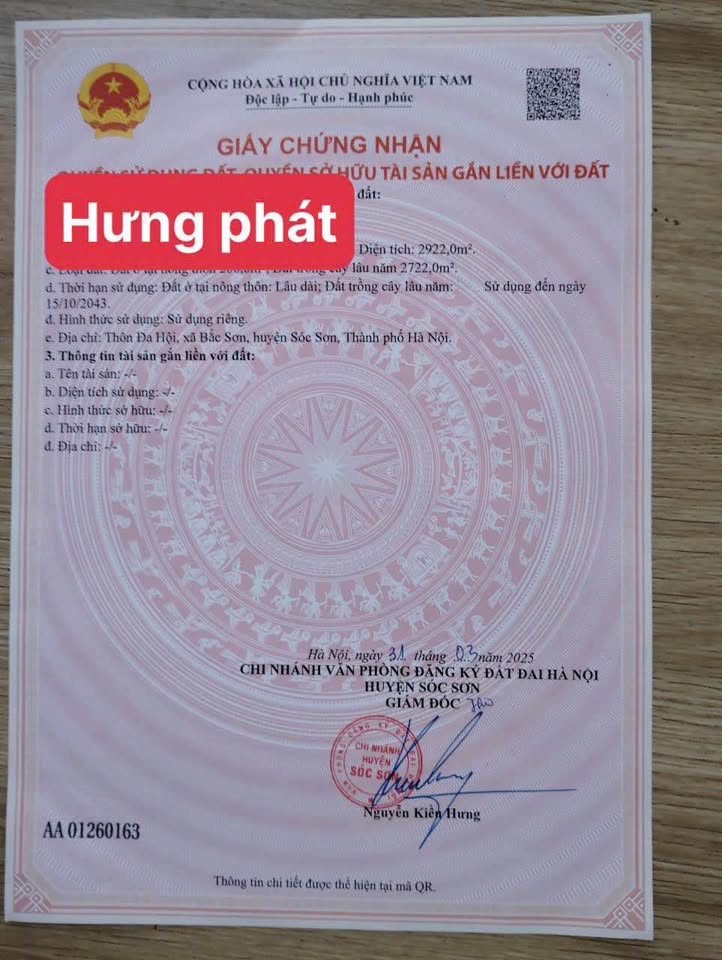 CỘNG HÒA XÃ HỘI CHỦ NGHĨA VIỆT NAM
Độc lập - Tự do - Hạnh phúc
GIẤY CHỨNG NHẬN
QUYỀN SỬ DỤNG ĐẤT, QUYỀN SỞ HỮU TÀI SẢN GẮN LIỀN VỚI ĐẤT
đất:
Hưng phát
Diện tích: 2922,0m².
c. Loại đất: Đất ở tại nông thôn 200,0m²; Đất trồng cây lâu năm 2722,0m².
d. Thời hạn sử dụng: Đất ở tại nông thôn: Lâu dài; Đất trồng cây lâu năm: Sử dụng đến ngày
15/10/2043.
đ. Hình thức sử dụng: Sử dụng riêng.
e. Địa chỉ: Thôn Đa Hội, xã Bắc Sơn, huyện Sóc Sơn, Thành phố Hà Nội.
3. Thông tin tài sản gắn liền với đất:
a. Tên tài sản: -/-
b. Diện tích sử dụng: -/-
c. Hình thức sở hữu: -/-
d. Thời hạn sở hữu: -/-
đ. Địa chỉ: -/-
Hà Nội, ngày 31 tháng 03 năm 2025
CHI NHÁNH VĂN PHÒNG ĐĂNG KÝ ĐẤT ĐAI HÀ NỘI
HUYỆN SÓC SƠN
GIÁM ĐỐC
CHI NHÁNH
HUYỆN
SÓC SƠN
Nguyễn Kiền Hưng
AA 01260163
Thông tin chi tiết được thể hiện tại mã QR.